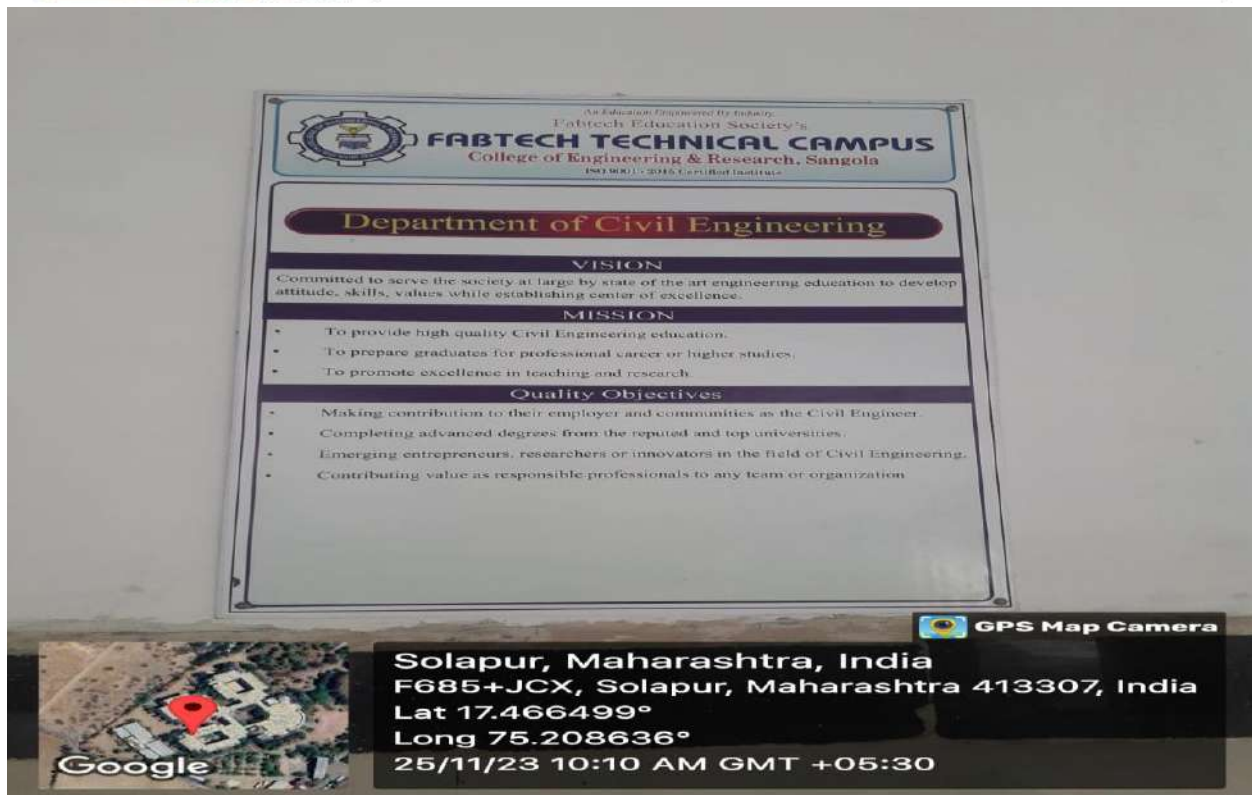 An Education Empowered By Industry
Fabtech Education Society's
FABTECH TECHNICAL CAMPUS
College of Engineering & Research, Sangola
ISO 9001 - 2015 Certified Institute
Department of Civil Engineering
VISION
Committed to serve the society at large by state of the art engineering education to develop
attitude, skills, values while establishing center of excellence.
MISSION
• To provide high quality Civil Engineering education.
• To prepare graduates for professional career or higher studies.
• To promote excellence in teaching and research
Quality Objectives
• Making contribution to their employer and communities as the Civil Engineer.
• Completing advanced degrees from the reputed and top universities.
• Emerging entrepreneurs, researchers or innovators in the field of Civil Engineering.
• Contributing value as responsible professionals to any team or organization
GPS Map Camera
Solapur, Maharashtra, India
F685+JCX, Solapur, Maharashtra 413307, India
Lat 17.466499°
Long 75.208636°
25/11/23 10:10 AM GMT +05:30
Google